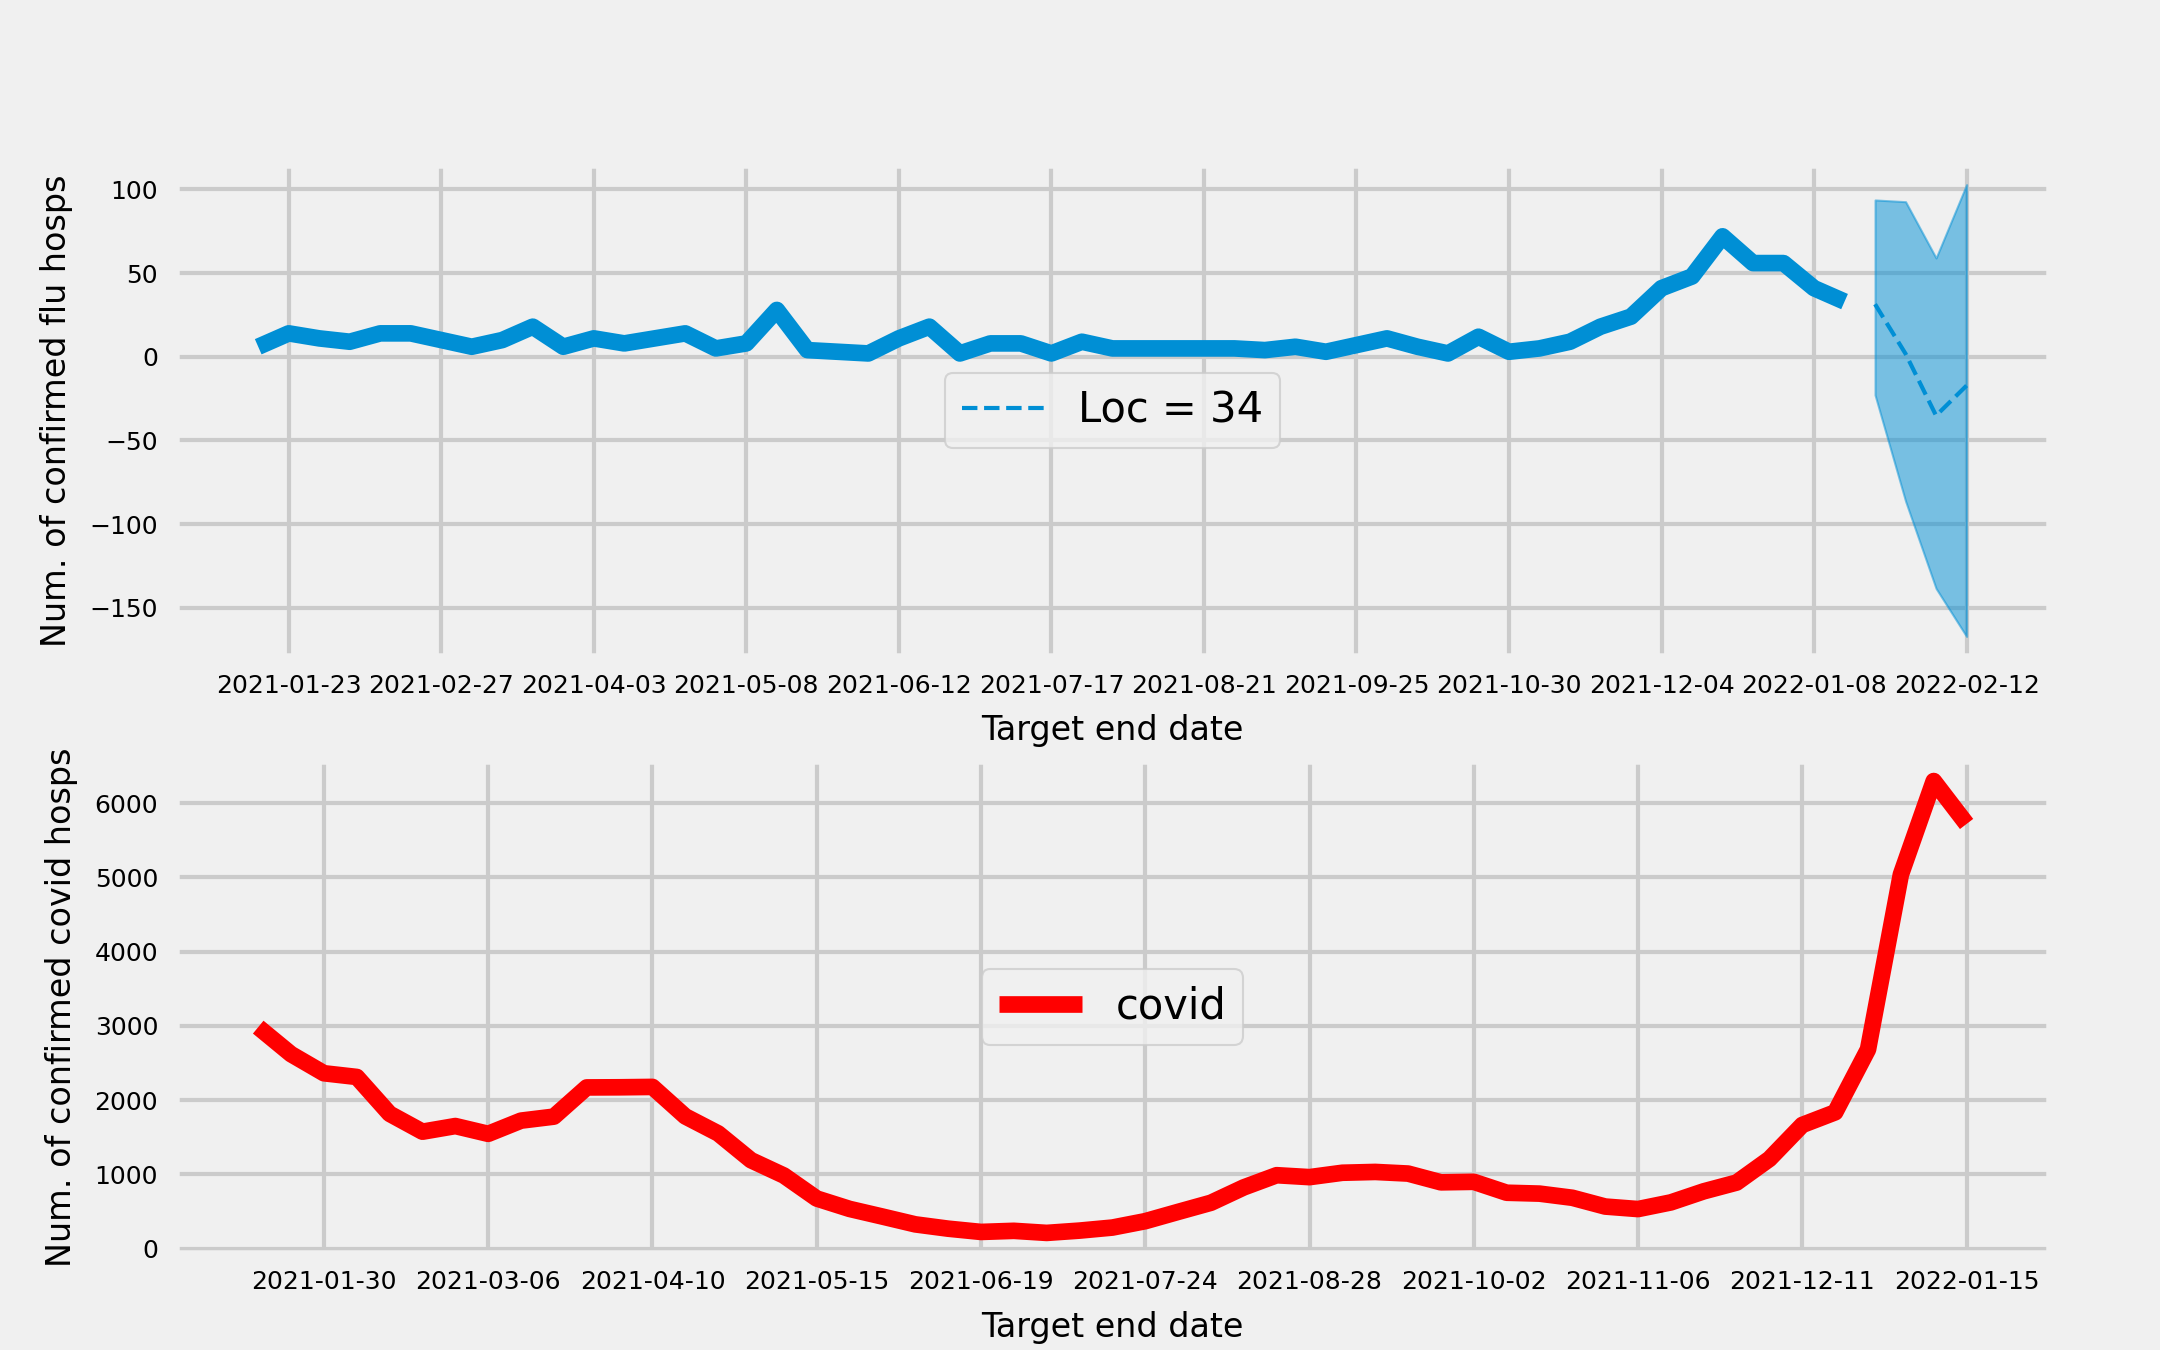 Num. of confirmed flu hosps
100
50
0
−50
−100
−150
Loc = 34
2021-01-23 2021-02-27 2021-04-03 2021-05-08 2021-06-12 2021-07-17 2021-08-21 2021-09-25 2021-10-30 2021-12-04 2022-01-08 2022-02-12
Target end date
Num. of confirmed covid hosps
6000
5000
4000
3000
2000
1000
0
covid
2021-01-30 2021-03-06 2021-04-10 2021-05-15 2021-06-19 2021-07-24 2021-08-28 2021-10-02 2021-11-06 2021-12-11 2022-01-15
Target end date